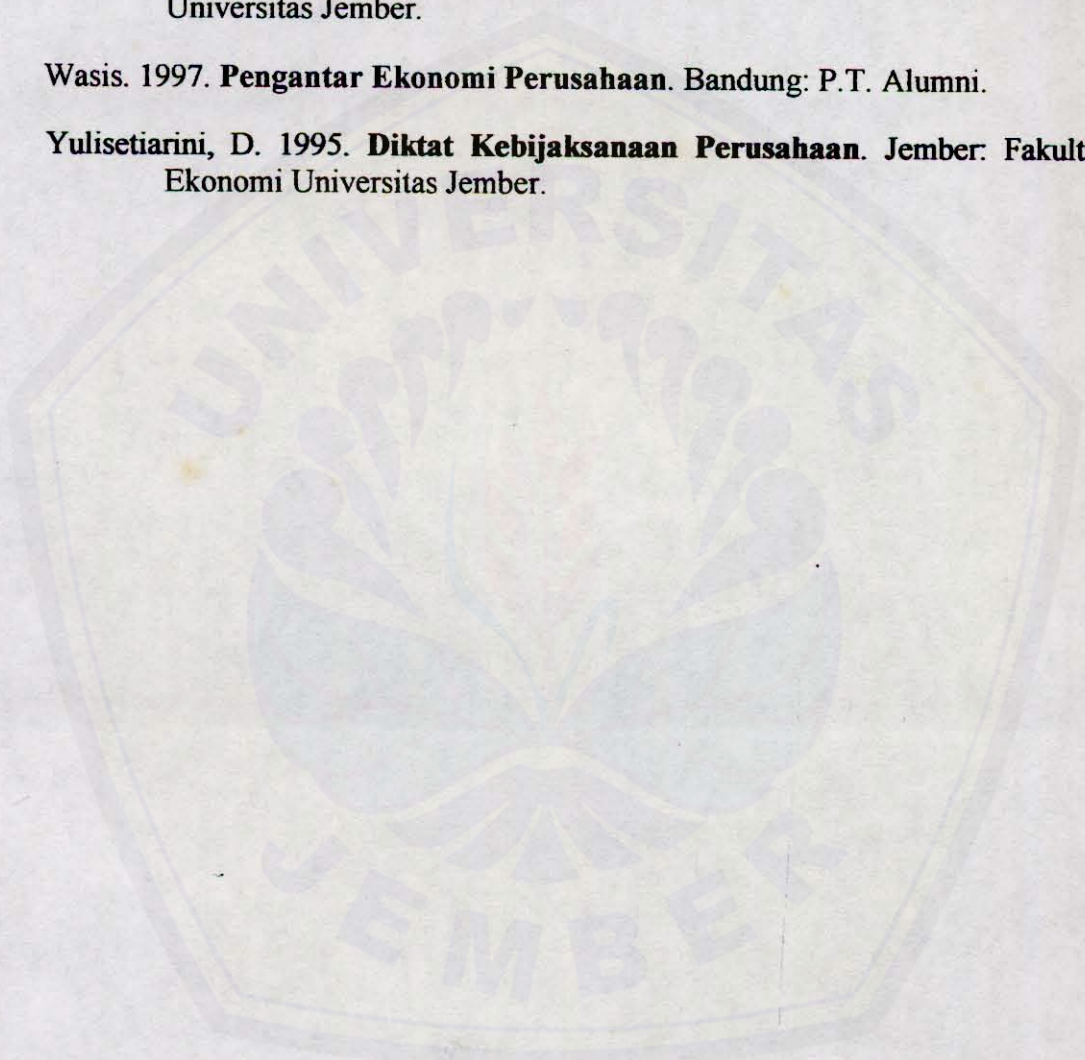 Universitas Jember.
Wasis. 1997. Pengantar Ekonomi Perusahaan. Bandung: P.T. Alumni.
Yulisetiarini, D. 1995. Diktat Kebijaksanaan Perusahaan. Jember: Fakult
Ekonomi Universitas Jember.
UNIVERSITAS
JEMBER